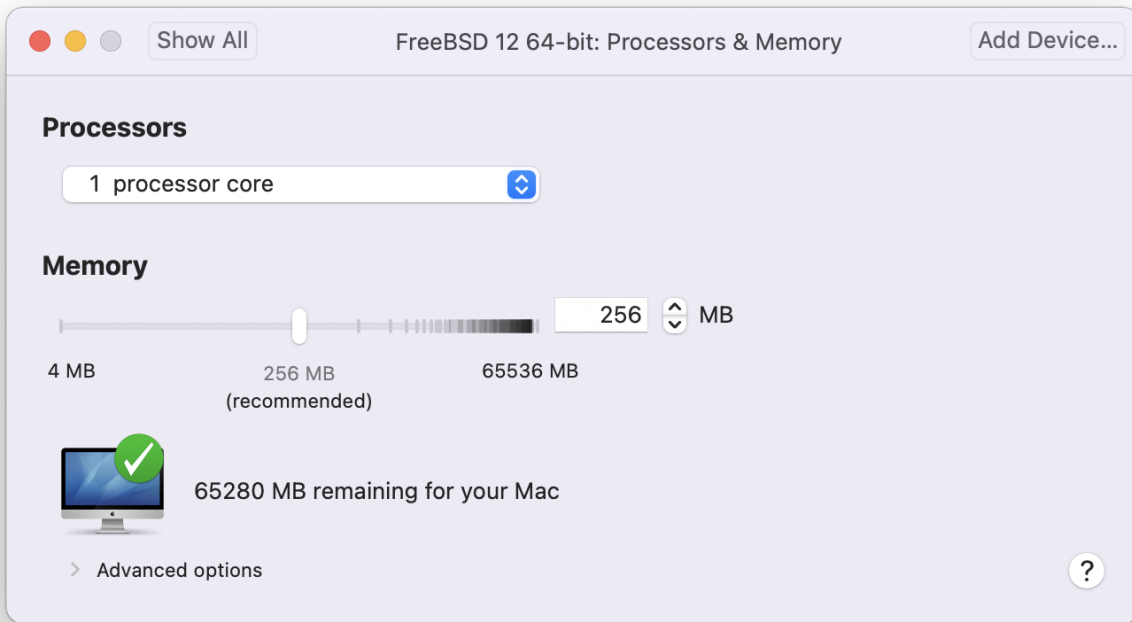 Show All
FreeBSD 12 64-bit: Processors & Memory
Add Device...
Processors
1 processor core
Memory
256 MB
4 MB
256 MB
65536 MB
(recommended)
65280 MB remaining for your Mac
Advanced options
?